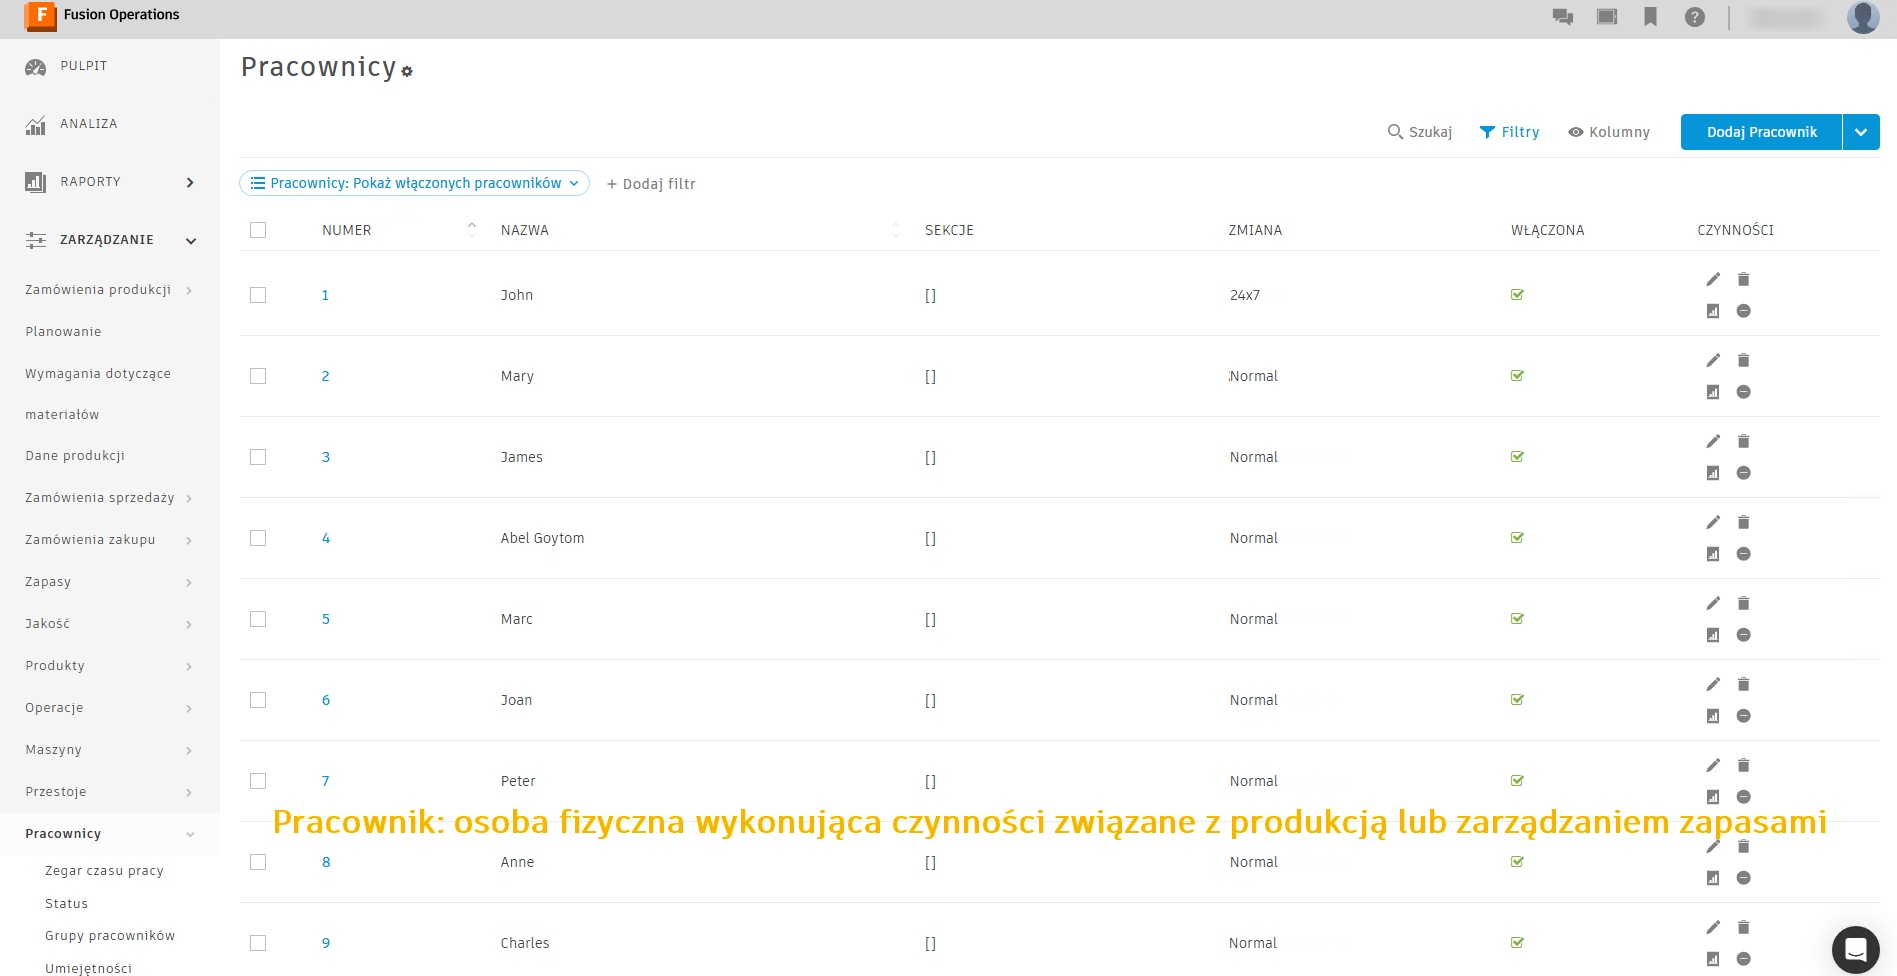 F Fusion Operations
PULPIT
ANALIZA
RAPORTY
ZARZĄDZANIE
Zamówienia produkcji
Planowanie
Wymagania dotyczące
materiałów
Dane produkcji
Zamówienia sprzedaży
Zamówienia zakupu
Zapasy
Jakość
Produkty
Operacje
Maszyny
Przestoje
Pracownicy
Zegar czasu pracy
Status
Grupy pracowników
Umiejętności
Pracownicy
Szukaj Filtry Kolumny Dodaj Pracownik
Pracownicy: Pokaż włączonych pracowników + Dodaj filtr
NUMER NAZWA SEKCJE ZMIANA WŁĄCZONA CZYNNOŚCI
1 John [] 24x7
2 Mary [] Normal
3 James [] Normal
4 Abel Goytom [] Normal
5 Marc [] Normal
6 Joan [] Normal
7 Peter [] Normal
Pracownik: osoba fizyczna wykonująca czynności związane z produkcją lub zarządzaniem zapasami
8 Anne [] Normal
9 Charles [] Normal